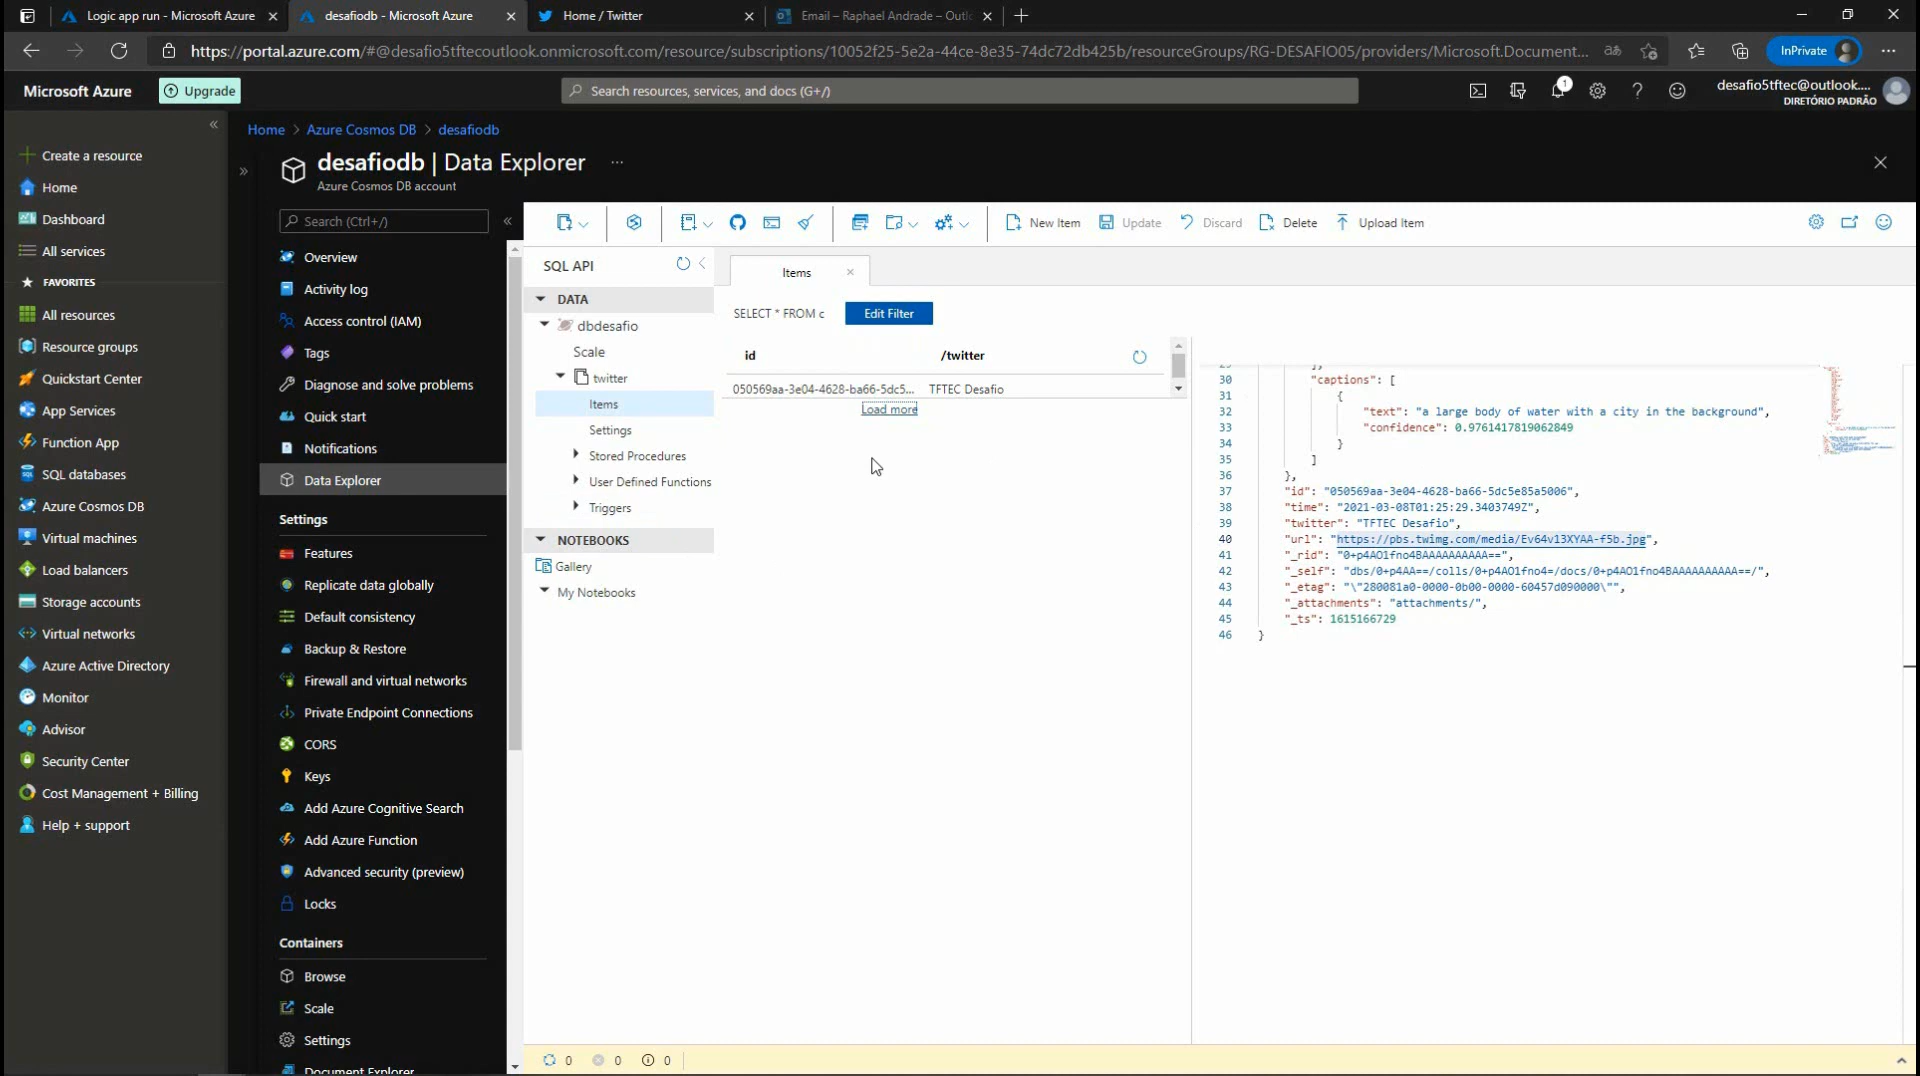 Logic app run - Microsoft Azure
desafiodb - Microsoft Azure
Home / Twitter
Email – Raphael Andrade – Outl
https://portal.azure.com/#@desafio5tftecoutlook.onmicrosoft.com/resource/subscriptions/10052f25-5e2a-44ce-8e35-74dc72db425b/resourceGroups/RG-DESAFIO05/providers/Microsoft.Document...
InPrivate
Microsoft Azure
Upgrade
Search resources, services, and docs (G+/)
1
desafio5tftec@outlook....
DIRETÓRIO PADRÃO
Create a resource
Home
Dashboard
All services
FAVORITES
All resources
Resource groups
Quickstart Center
App Services
Function App
SQL databases
Azure Cosmos DB
Virtual machines
Load balancers
Storage accounts
Virtual networks
Azure Active Directory
Monitor
Advisor
Security Center
Cost Management + Billing
Help + support
Home > Azure Cosmos DB > desafiodb
desafiodb | Data Explorer
Azure Cosmos DB account
Search (Ctrl+/)
Overview
Activity log
Access control (IAM)
Tags
Diagnose and solve problems
Quick start
Notifications
Data Explorer
Settings
Features
Replicate data globally
Default consistency
Backup & Restore
Firewall and virtual networks
Private Endpoint Connections
CORS
Keys
Add Azure Cognitive Search
Add Azure Function
Advanced security (preview)
Locks
Containers
Browse
Scale
Settings
Document Explorer
New Item
Update
Discard
Delete
Upload Item
SQL API
DATA
dbdesafio
Scale
twitter
Items
Settings
Stored Procedures
User Defined Functions
Triggers
NOTEBOOKS
Gallery
My Notebooks
Items
SELECT * FROM c
Edit Filter
id /twitter
050569aa-3e04-4628-ba66-5dc5... TFTEC Desafio
Load more
29 ],
30 "captions": [
31 {
32 "text": "a large body of water with a city in the background",
33 "confidence": 0.9761417819062849
34 }
35 ]
36 },
37 "id": "050569aa-3e04-4628-ba66-5dc5e85a5006",
38 "time": "2021-03-08T01:25:29.3403749Z",
39 "twitter": "TFTEC Desafio",
40 "url": "https://pbs.twimg.com/media/Ev64v13XYAA-f5b.jpg",
41 "_rid": "0+p4AO1fno4BAAAAAAAAAA==",
42 "_self": "dbs/0+p4AA==/colls/0+p4AO1fno4=/docs/0+p4AO1fno4BAAAAAAAAAA==/",
43 "_etag": "\"280081a0-0000-0b00-0000-60457d090000\"",
44 "_attachments": "attachments/",
45 "_ts": 1615166729
46 }
0 0 0